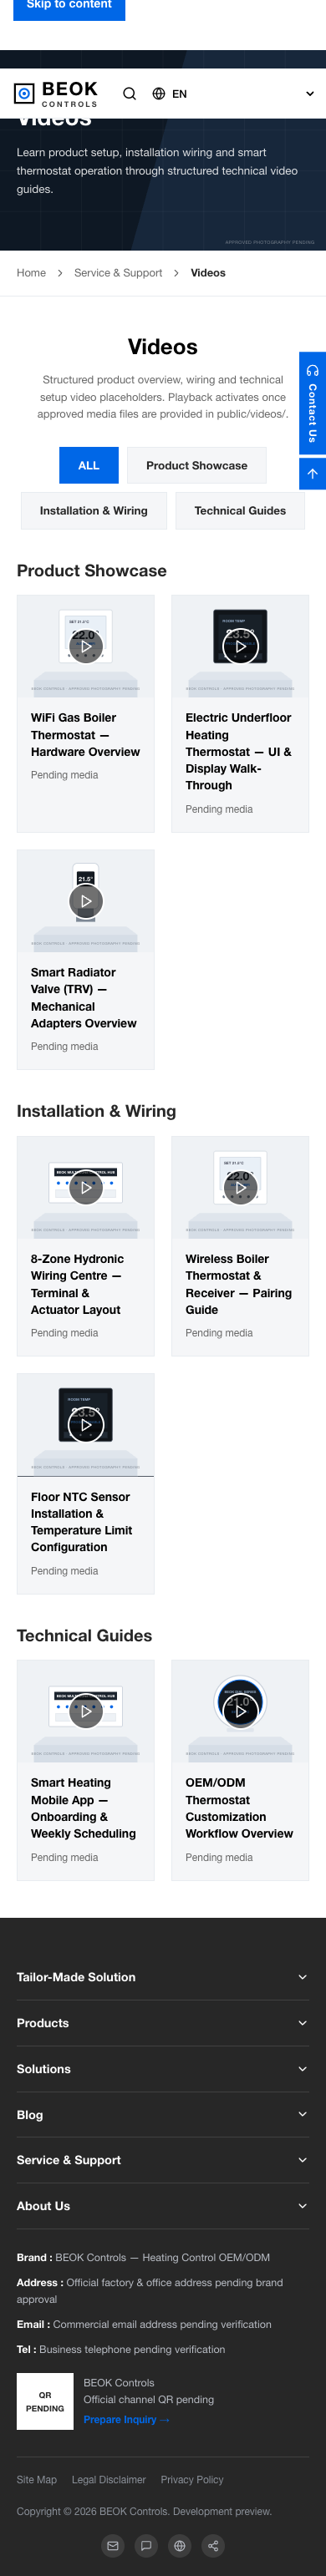 Skip to content
BEOK
CONTROLS
EN
Videos
Learn product setup, installation wiring and smart
thermostat operation through structured technical video
guides.
APPROVED PHOTOGRAPHY PENDING
Home
Service & Support
Videos
Videos
Structured product overview, wiring and technical
setup video placeholders. Playback activates once
approved media files are provided in public/videos/.
Contact Us
ALL
Product Showcase
Installation & Wiring
Technical Guides
Product Showcase
WiFi Gas Boiler
Thermostat —
Hardware Overview
Pending media
Electric Underfloor
Heating
Thermostat — UI &
Display Walk-
Through
Pending media
Smart Radiator
Valve (TRV) —
Mechanical
Adapters Overview
Pending media
Installation & Wiring
8-Zone Hydronic
Wiring Centre —
Terminal &
Actuator Layout
Pending media
Wireless Boiler
Thermostat &
Receiver — Pairing
Guide
Pending media
Floor NTC Sensor
Installation &
Temperature Limit
Configuration
Pending media
Technical Guides
Smart Heating
Mobile App —
Onboarding &
Weekly Scheduling
Pending media
OEM/ODM
Thermostat
Customization
Workflow Overview
Pending media
Tailor-Made Solution
Products
Solutions
Blog
Service & Support
About Us
Brand : BEOK Controls — Heating Control OEM/ODM
Address : Official factory & office address pending brand
approval
Email : Commercial email address pending verification
Tel : Business telephone pending verification
QR
PENDING
BEOK Controls
Official channel QR pending
Prepare Inquiry →
Site Map
Legal Disclaimer
Privacy Policy
Copyright © 2026 BEOK Controls. Development preview.